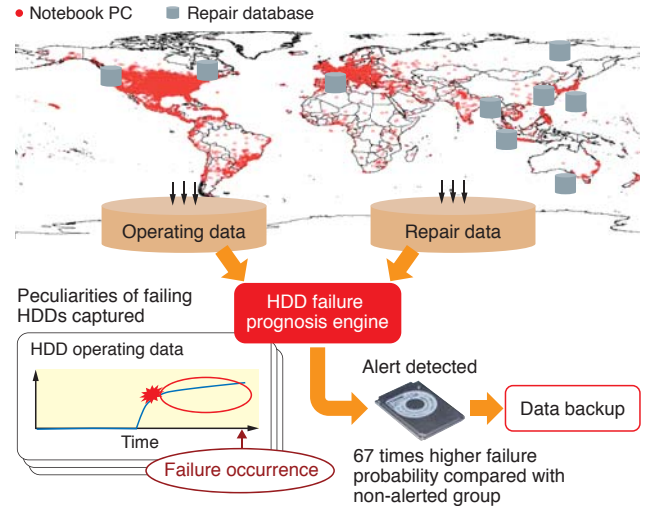 Notebook PC
Repair database
Operating data
Repair data
Peculiarities of failing
HDDs captured
HDD failure
prognosis engine
HDD operating data
Time
Failure occurrence
Alert detected
Data backup
67 times higher failure
probability compared with
non-alerted group